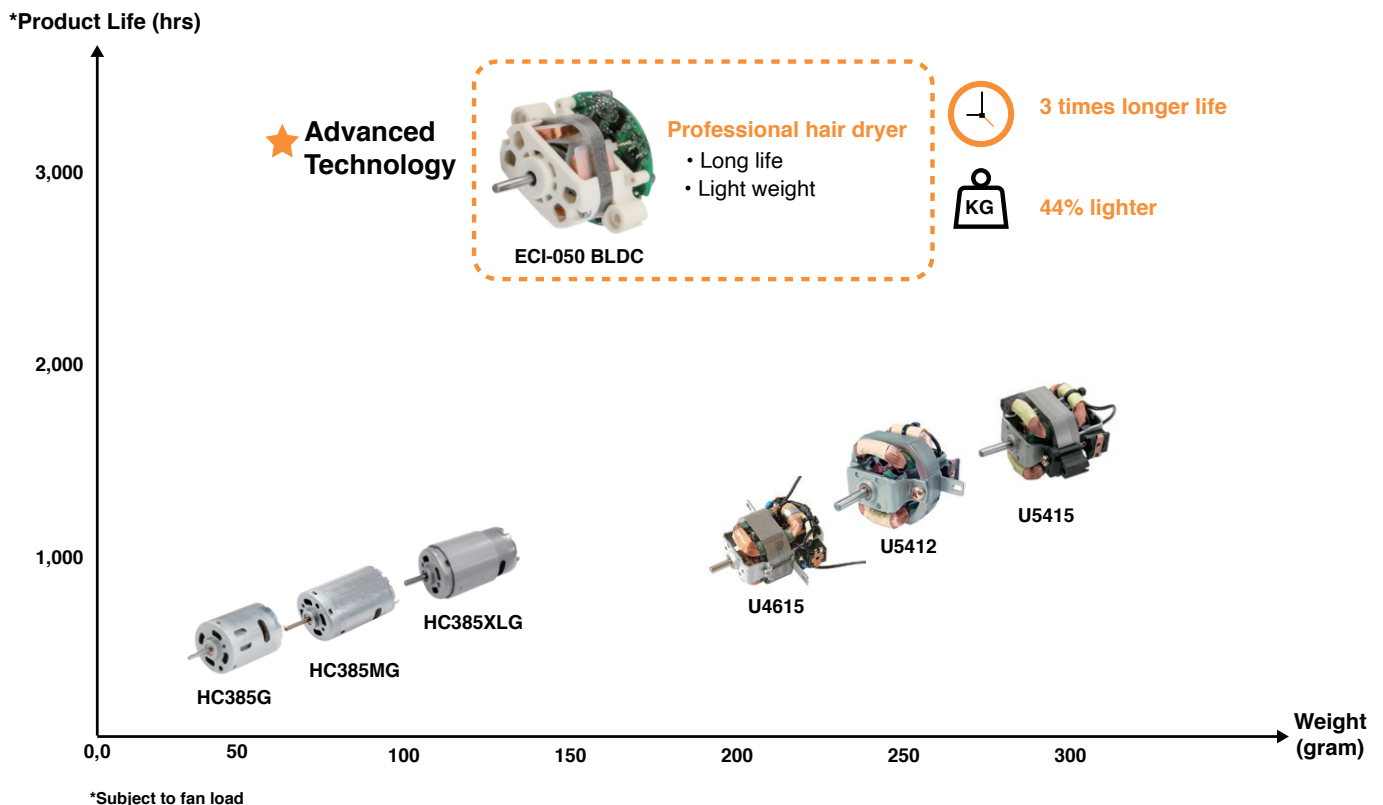 *Product Life (hrs)
Advanced
Technology
Professional hair dryer
• Long life
• Light weight
ECI-050 BLDC
3 times longer life
KG
44% lighter
3,000
2,000
1,000
U5415
U5412
U4615
HC385XLG
HC385MG
HC385G
0,0
50
100
150
200
250
300
Weight
(gram)
*Subject to fan load